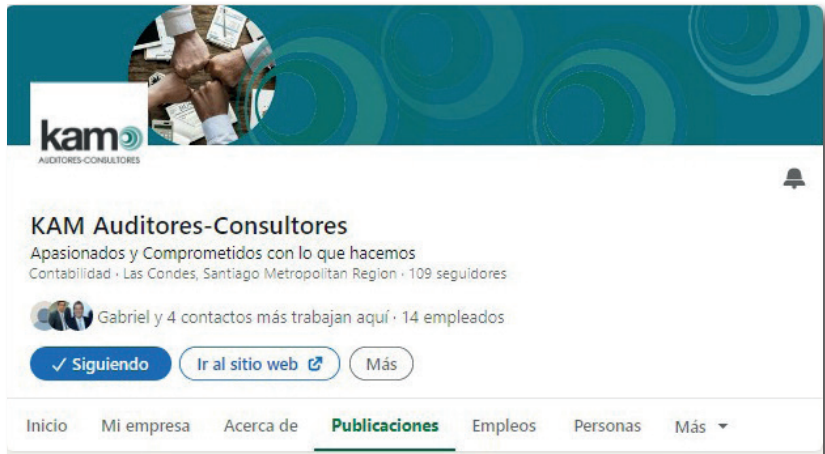 kam
AUDITORES-CONSULTORES
KAM Auditores-Consultores
Apasionados y Comprometidos con lo que hacemos
Contabilidad · Las Condes, Santiago Metropolitan Region · 109 seguidores
Gabriel y 4 contactos más trabajan aquí · 14 empleados
✓ Siguiendo Ir al sitio web Más
Inicio Mi empresa Acerca de Publicaciones Empleos Personas Más